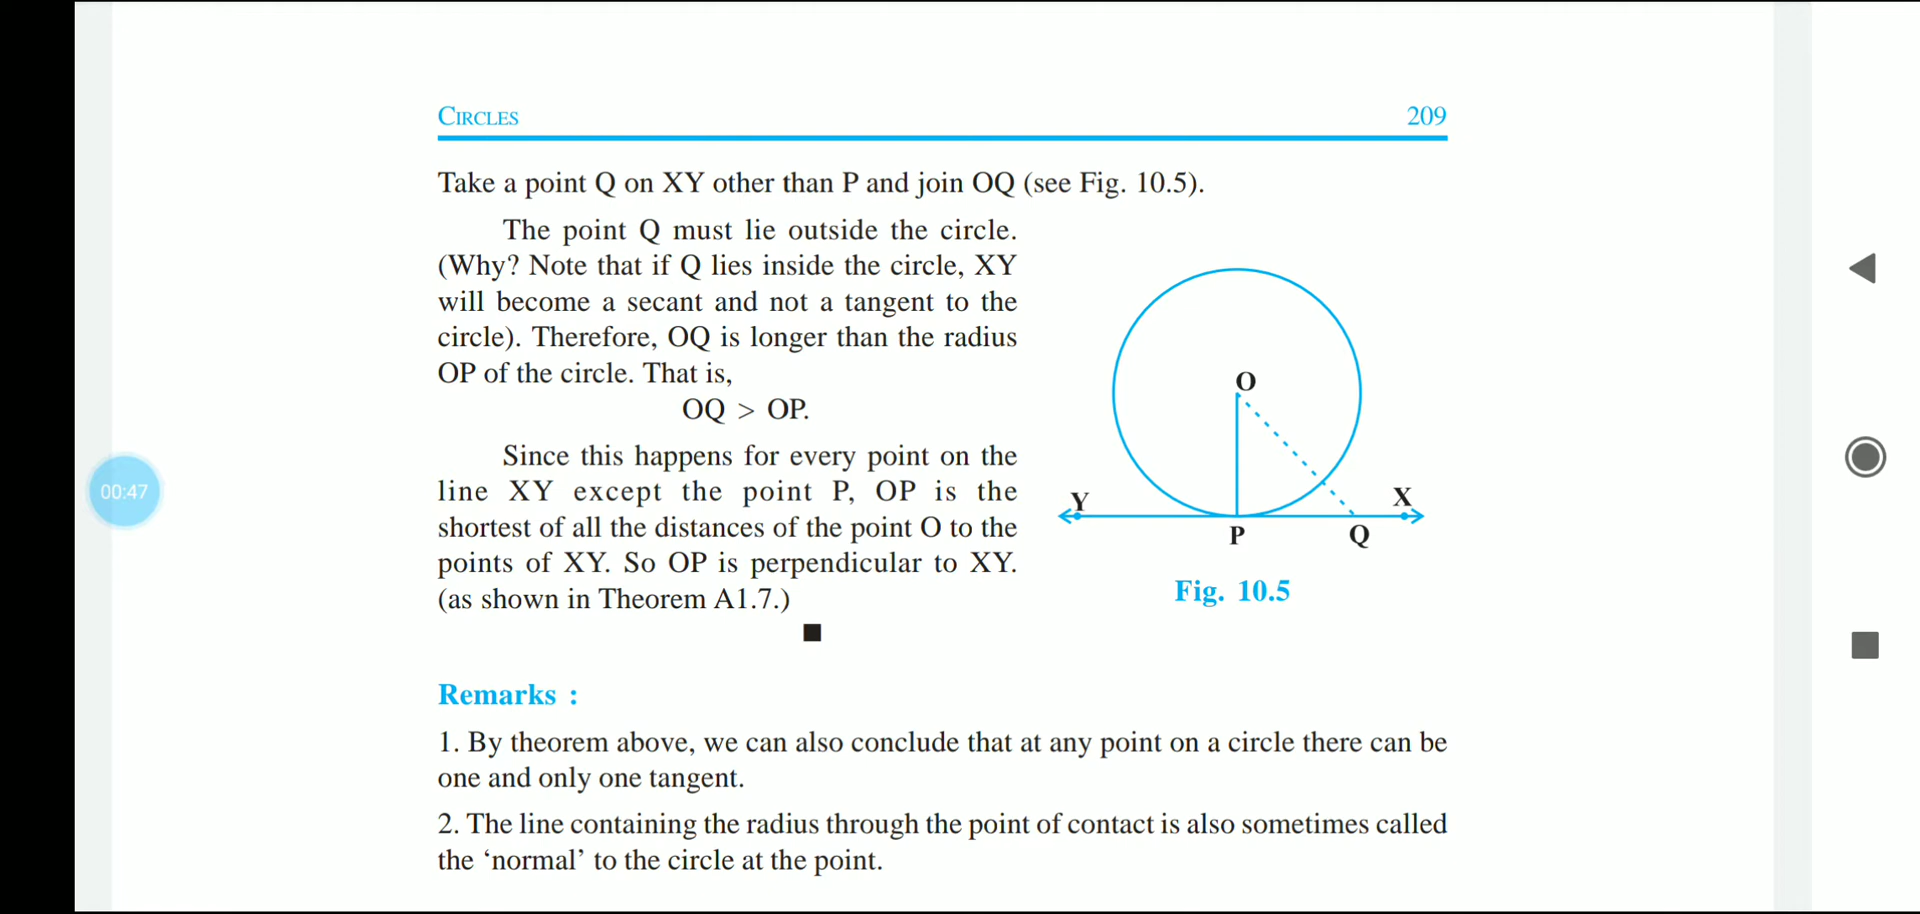 CIRCLES 209
Take a point Q on XY other than P and join OQ (see Fig. 10.5).
The point Q must lie outside the circle.
(Why? Note that if Q lies inside the circle, XY
will become a secant and not a tangent to the
circle). Therefore, OQ is longer than the radius
OP of the circle. That is,
OQ > OP.
Since this happens for every point on the
line XY except the point P, OP is the
shortest of all the distances of the point O to the
points of XY. So OP is perpendicular to XY.
(as shown in Theorem A1.7.)
O
Y
X
P
Q
Fig. 10.5
00:47
Remarks :
1. By theorem above, we can also conclude that at any point on a circle there can be
one and only one tangent.
2. The line containing the radius through the point of contact is also sometimes called
the ‘normal’ to the circle at the point.